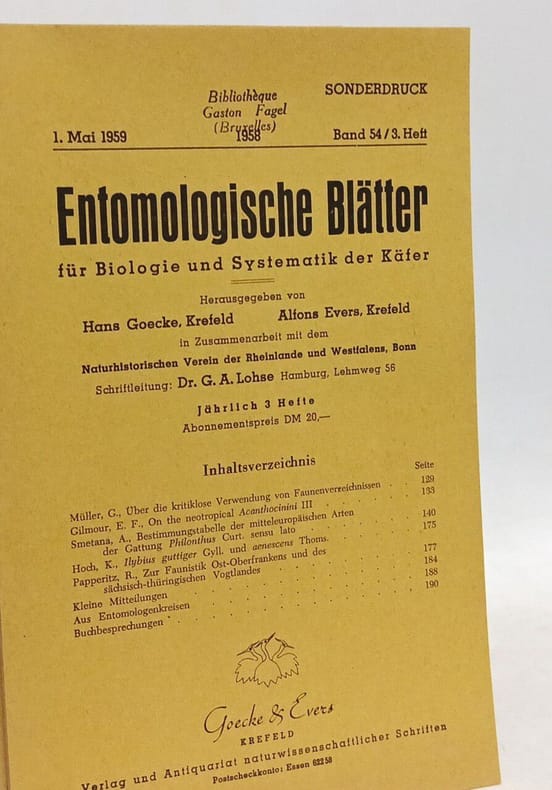 SONDERDRUCK
Bibliothèque
Gaston Fagel
(Bruxelles)
1. Mai 1959 1958 Band 54 / 3. Heft
Entomologische Blätter
für Biologie und Systematik der Käfer
Herausgegeben von
Hans Goecke, Krefeld Alfons Evers, Krefeld
in Zusammenarbeit mit dem
Naturhistorischen Verein der Rheinlande und Westfalens, Bonn
Schriftleitung: Dr. G. A. Lohse Hamburg, Lehmweg 56
Jährlich 3 Hefte
Abonnementspreis DM 20,—
Inhaltsverzeichnis
Seite
Müller, G., Über die kritiklose Verwendung von Faunenverzeichnissen . 129
Gilmour, E. F., On the neotropical Acanthocinini III . . . . 133
Smetana, A., Bestimmungstabelle der mitteleuropäischen Arten
der Gattung Philonthus Curt. sensu lato . . . . 140
Hoch, K., Ilybius guttiger Gyll. und aenescens Thoms. . . . . 175
Papperitz, R., Zur Faunistik Ost-Oberfrankens und des
sächsisch-thüringischen Vogtlandes . . . . 177
Kleine Mitteilungen . . . . 184
Aus Entomologenkreisen . . . . 188
Buchbesprechungen . . . . 190
Goecke & Evers
KREFELD
Verlag und Antiquariat naturwissenschaftlicher Schriften
Postscheckkonto: Essen 62258